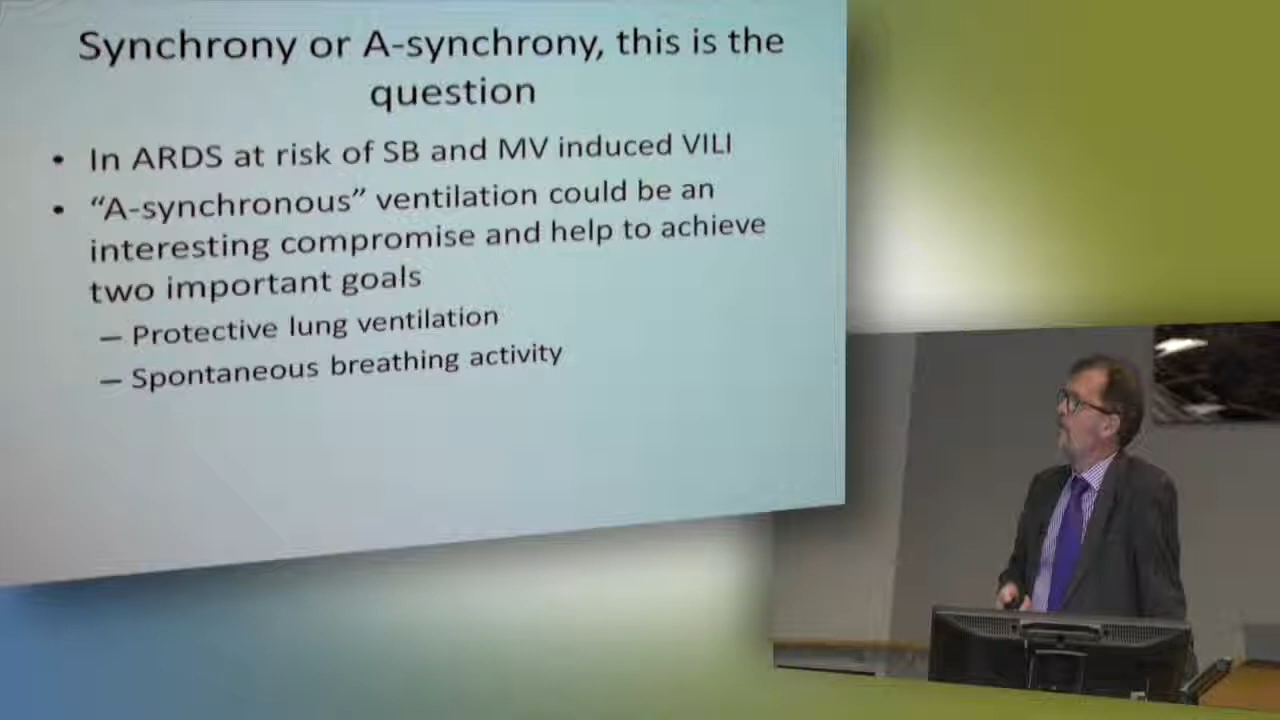 Synchrony or A-synchrony, this is the
question
• In ARDS at risk of SB and MV induced VILI
• “A-synchronous” ventilation could be an
interesting compromise and help to achieve
two important goals
– Protective lung ventilation
– Spontaneous breathing activity